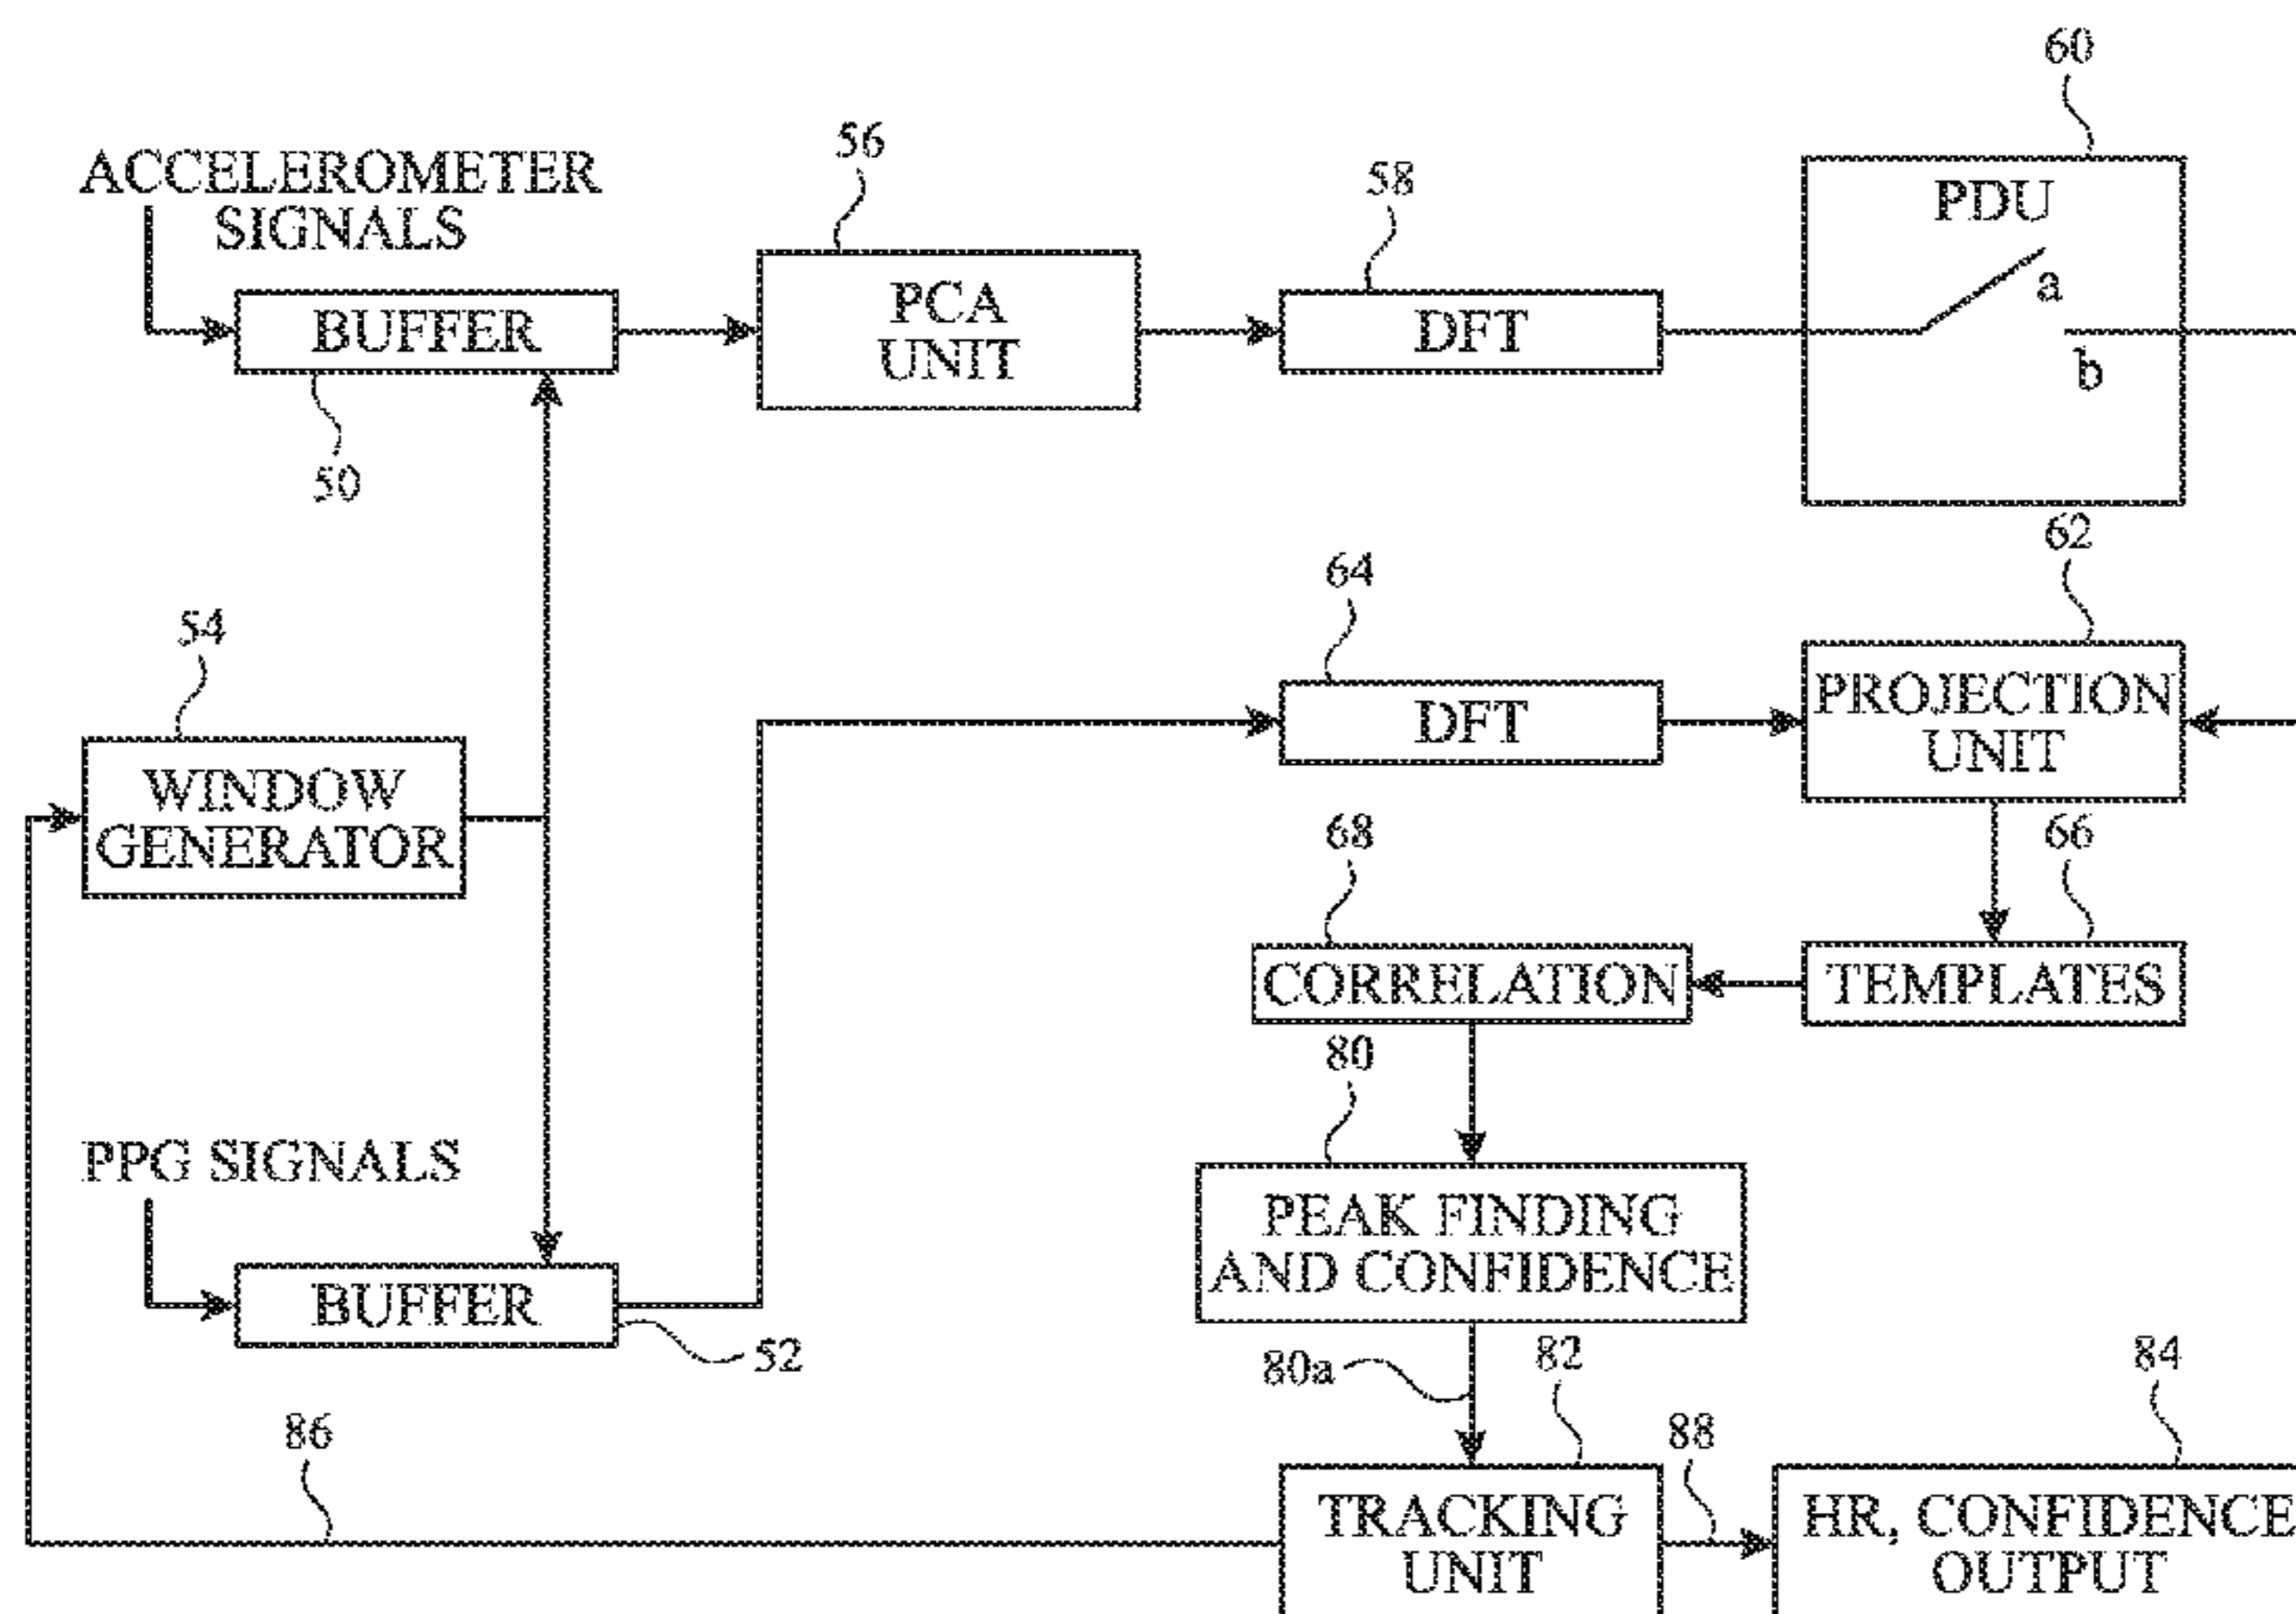 60
56
ACCELEROMETER
SIGNALS
58
PDU
a
b
BUFFER
PCA
UNIT
DFT
50
62
64
54
DFT
PROJECTION
UNIT
WINDOW
GENERATOR
68
66
CORRELATION
TEMPLATES
80
PPG SIGNALS
PEAK FINDING
AND CONFIDENCE
BUFFER
52
80a
82
84
86
88
TRACKING
UNIT
HR, CONFIDENCE
OUTPUT